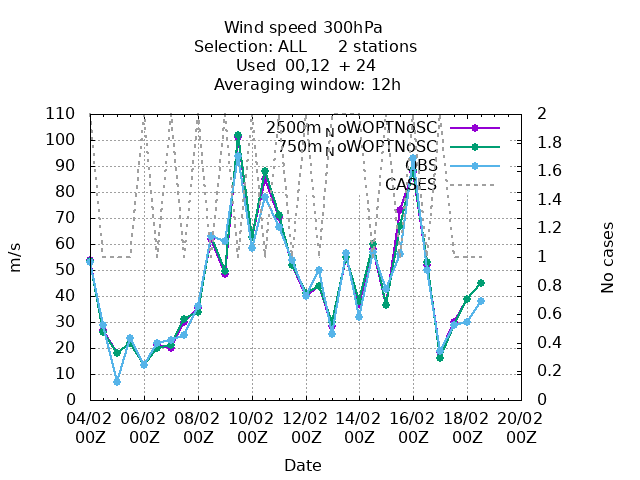 Wind speed 300hPa
Selection: ALL      2 stations
Used  00,12  + 24
Averaging window: 12h
2500m NoWOPTNoSC
750m NoWOPTNoSC
OBS
CASES
110
100
90
80
70
60
50
40
30
20
10
0
m/s
2
1.8
1.6
1.4
1.2
1
0.8
0.6
0.4
0.2
0
No cases
04/02 06/02 08/02 10/02 12/02 14/02 16/02 18/02 20/02
00Z 00Z 00Z 00Z 00Z 00Z 00Z 00Z 00Z
Date